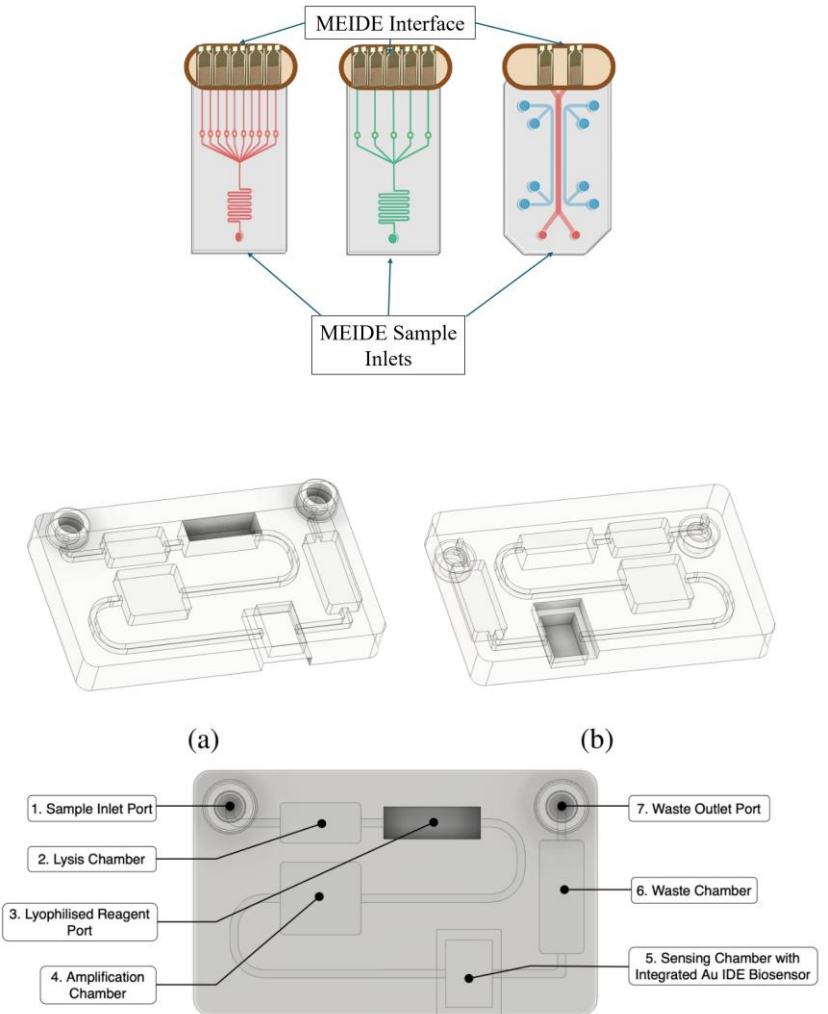 MEIDE Interface
MEIDE Sample
Inlets
(a)
(b)
1. Sample Inlet Port
2. Lysis Chamber
3. Lyophilised Reagent
Port
4. Amplification
Chamber
7. Waste Outlet Port
6. Waste Chamber
5. Sensing Chamber with
Integrated Au IDE Biosensor